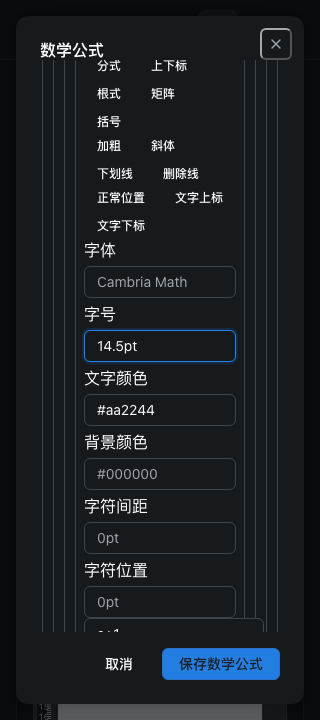 数学公式
分式 上下标
根式 矩阵
括号
加粗 斜体
下划线 删除线
正常位置 文字上标
文字下标
字体
Cambria Math
字号
14.5pt
文字颜色
#aa2244
背景颜色
#000000
字符间距
0pt
字符位置
0pt
取消 保存数学公式